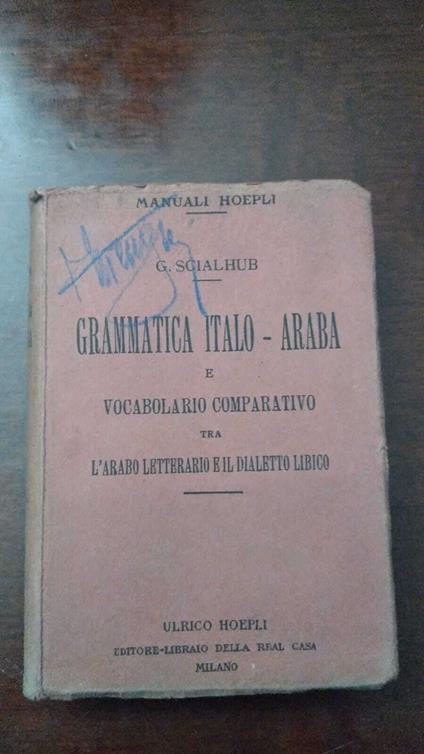 MANUALI HOEPLI
G. SCIALHUB
GRAMMATICA ITALO - ARABA
E
VOCABOLARIO COMPARATIVO
TRA
L'ARABO LETTERARIO E IL DIALETTO LIBICO
ULRICO HOEPLI
EDITORE-LIBRAIO DELLA REAL CASA
MILANO